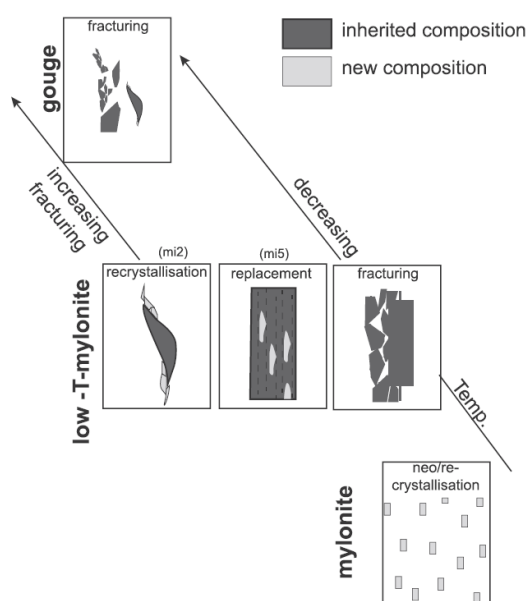 fracturing
gouge
inherited composition
new composition
increasing
fracturing
decreasing
Temp.
low -T-mylonite
(mi2)
recrystallisation
(mi5)
replacement
fracturing
mylonite
neo/re-
crystallisation